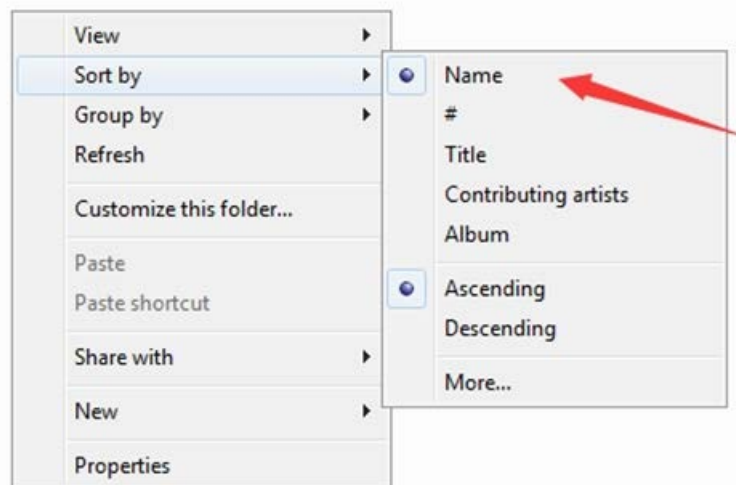 View
Sort by
Group by
Refresh
Customize this folder...
Paste
Paste shortcut
Share with
New
Properties
Name
#
Title
Contributing artists
Album
Ascending
Descending
More...